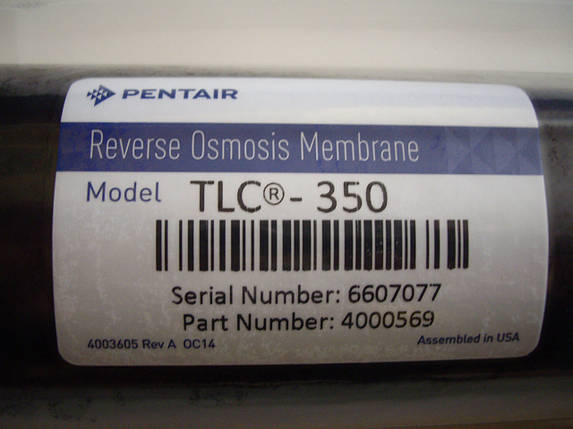 PENTAIR
Reverse Osmosis Membrane
Model TLC®- 350
Serial Number: 6607077
Part Number: 4000569
4003605 Rev A OC14 Assembled in USA